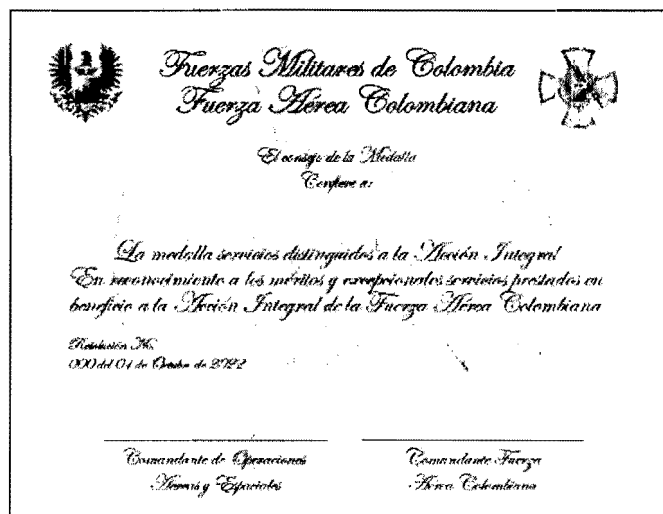 Fuerzas Militares de Colombia
Fuerza Aérea Colombiana
El consejo de la Medalla
Confiere a:
La medalla servicios distinguidos a la Acción Integral
En reconocimiento a los méritos y excepcionales servicios prestados en
beneficio a la Acción Integral de la Fuerza Aérea Colombiana
Resolución No.
000 del 04 de Octubre de 2022
Comandante de Operaciones
Aéreas y Espaciales
Comandante Fuerza
Aérea Colombiana